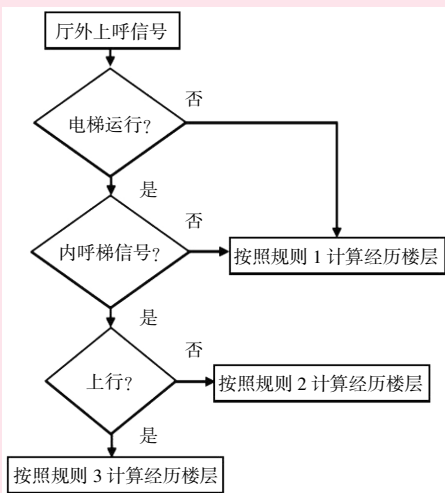 厅外上呼信号
否
电梯运行?
是
否
内呼梯信号?
按照规则 1 计算经历楼层
是
否
上行?
按照规则 2 计算经历楼层
是
按照规则 3 计算经历楼层